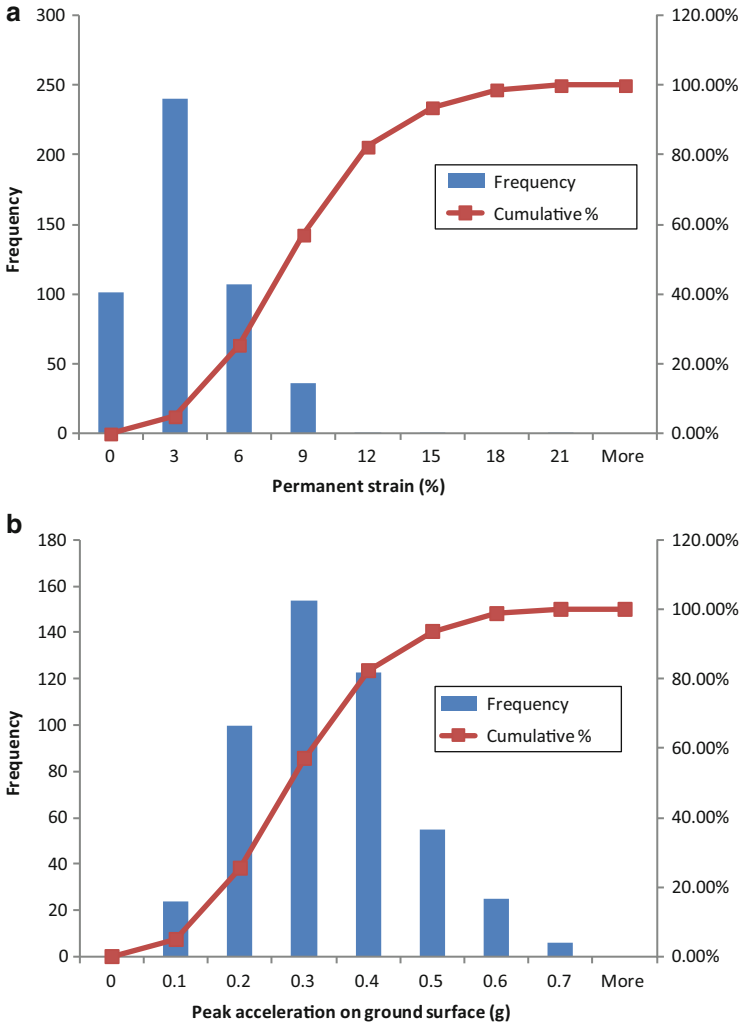 a
300
250
200
150
100
50
0
Frequency
120.00%
100.00%
80.00%
60.00%
40.00%
20.00%
0.00%
Frequency
Cumulative %
0 3 6 9 12 15 18 21 More
Permanent strain (%)
b
180
160
140
120
100
80
60
40
20
0
Frequency
120.00%
100.00%
80.00%
60.00%
40.00%
20.00%
0.00%
Frequency
Cumulative %
0 0.1 0.2 0.3 0.4 0.5 0.6 0.7 More
Peak acceleration on ground surface (g)